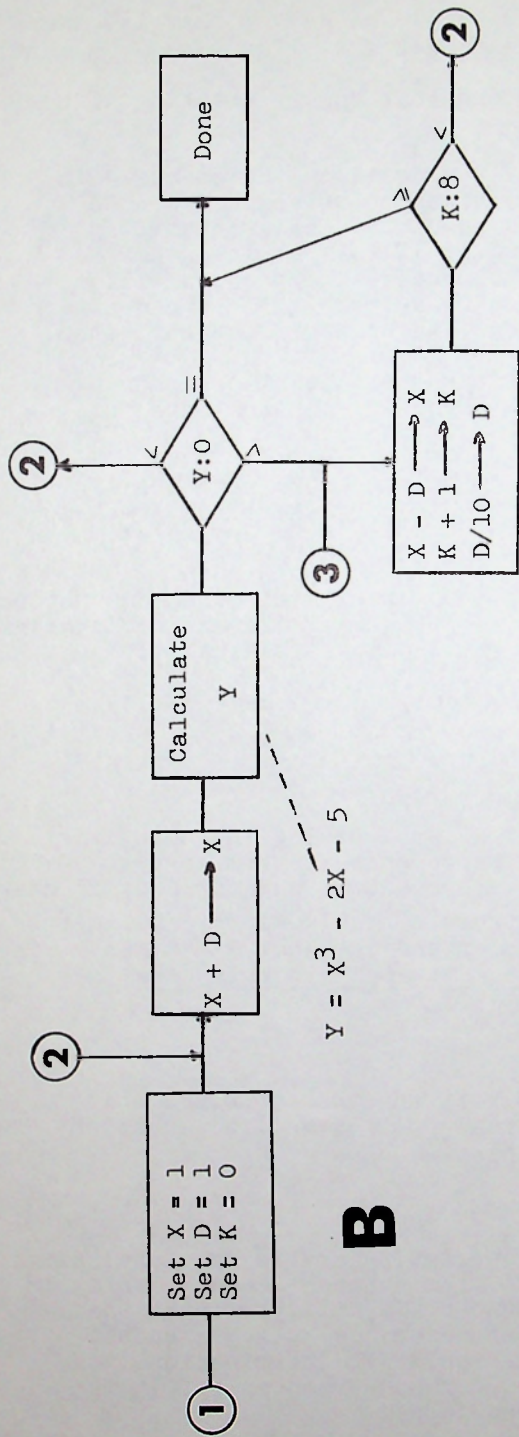 1
Set X = 1
Set D = 1
Set K = 0
2
X + D ⟶ X
Calculate
Y
Y = X³ - 2X - 5
2
<
Y:0
=
>
Done
3
X - D ⟶ X
K + 1 ⟶ K
D/10 ⟶ D
≥
K:8
<
2
B